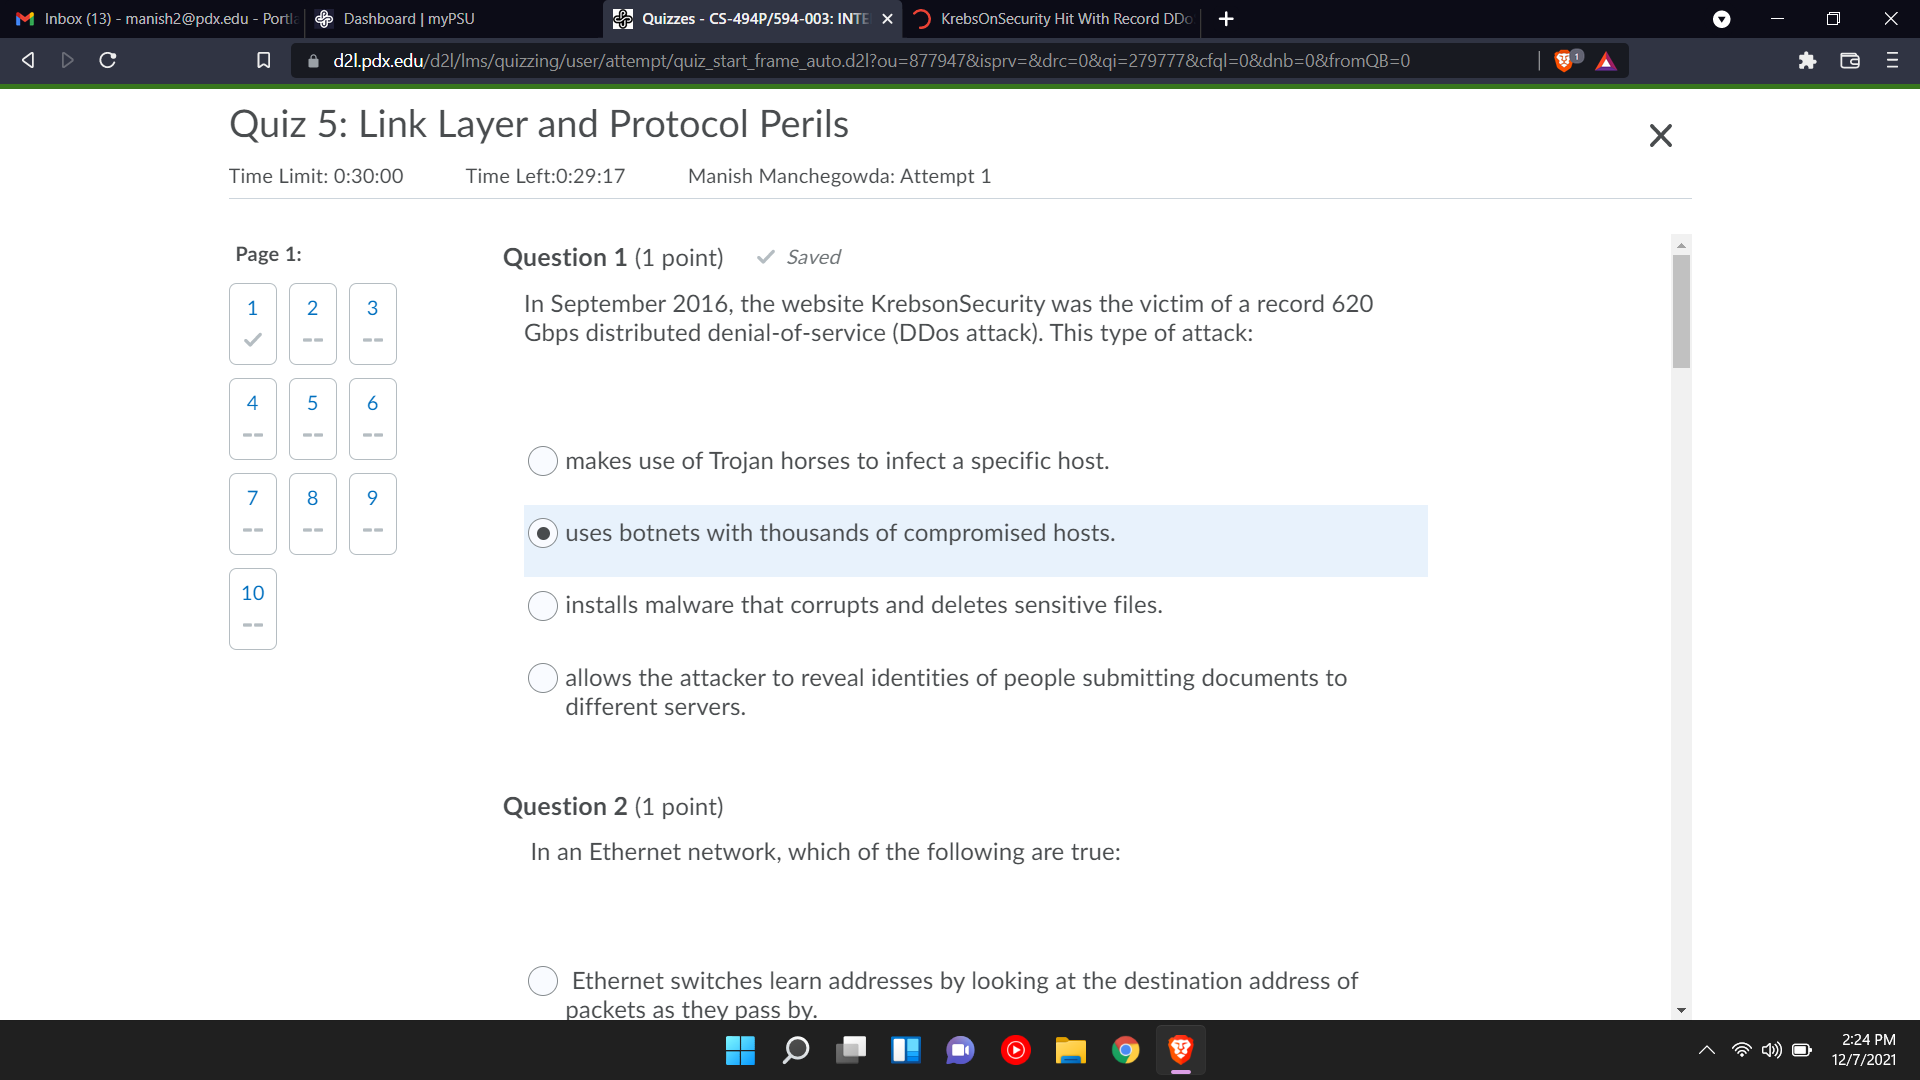 Inbox (13) - manish2@pdx.edu - Portla
Dashboard | myPSU
Quizzes - CS-494P/594-003: INTE
KrebsOnSecurity Hit With Record DDo
d2l.pdx.edu/d2l/lms/quizzing/user/attempt/quiz_start_frame_auto.d2l?ou=877947&isprv=&drc=0&qi=279777&cfql=0&dnb=0&fromQB=0
1
Quiz 5: Link Layer and Protocol Perils
Time Limit: 0:30:00
Time Left:0:29:17
Manish Manchegowda: Attempt 1
Page 1:
1
2
3
--
--
4
5
6
--
--
--
7
8
9
--
--
--
10
--
Question 1 (1 point)
Saved
In September 2016, the website KrebsonSecurity was the victim of a record 620
Gbps distributed denial-of-service (DDos attack). This type of attack:
makes use of Trojan horses to infect a specific host.
uses botnets with thousands of compromised hosts.
installs malware that corrupts and deletes sensitive files.
allows the attacker to reveal identities of people submitting documents to
different servers.
Question 2 (1 point)
In an Ethernet network, which of the following are true:
Ethernet switches learn addresses by looking at the destination address of
packets as they pass by.
2:24 PM
12/7/2021